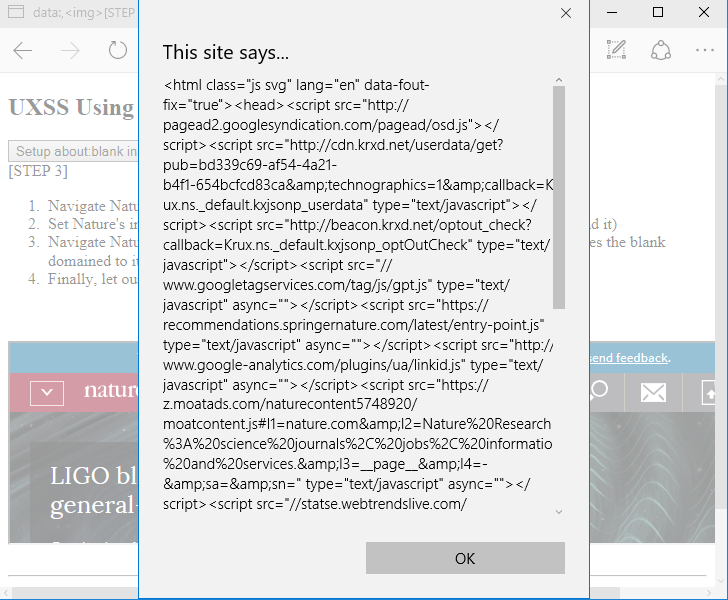 data:,<img>[STEP
This site says...
<html class="js svg" lang="en" data-fout-
fix="true"><head><script src="http://
pagead2.googlesyndication.com/pagead/osd.js"></
script><script src="http://cdn.krxd.net/userdata/get?
pub=bd339c69-af54-4a21-
b4f1-654bcfcd83ca&amp;technographics=1&amp;callback=K
ux.ns._default.kxjsonp_userdata" type="text/javascript"></
script><script src="http://beacon.krxd.net/optout_check?
callback=Krux.ns._default.kxjsonp_optOutCheck" type="text/
javascript"></script><script src="//
www.googletagservices.com/tag/js/gpt.js" type="text/
javascript" async=""></script><script src="https://
recommendations.springernature.com/latest/entry-point.js"
type="text/javascript" async=""></script><script src="http:/
www.google-analytics.com/plugins/ua/linkid.js" type="text/
javascript" async=""></script><script src="https://
z.moatads.com/naturecontent5748920/
moatcontent.js#l1=nature.com&amp;l2=Nature%20Research
%3A%20science%20journals%2C%20jobs%2C%20informatio
%20and%20services.&amp;l3=__page__&amp;l4=-
&amp;sa=&amp;sn=" type="text/javascript" async=""></
script><script src="//statse.webtrendslive.com/
OK
UXSS Using
Setup about:blank in
[STEP 3]
1. Navigate Natu
2. Set Nature's in d it)
3. Navigate Natu es the blank
domained to it
4. Finally, let ou
send feedback.
nature
LIGO bl
general-